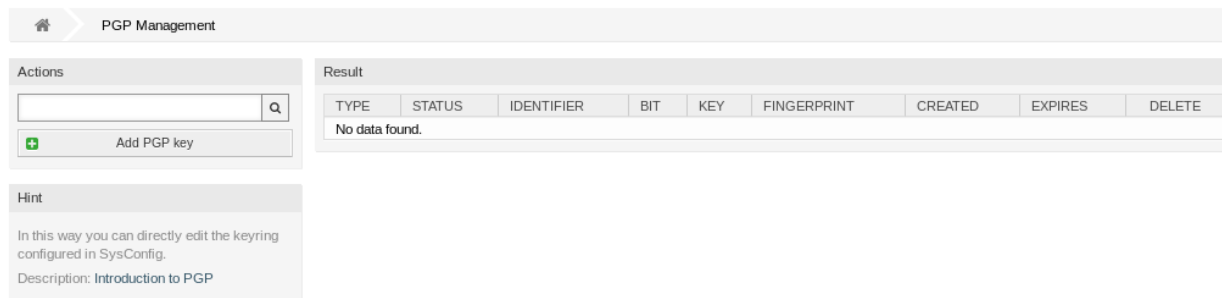 PGP Management
Actions
Add PGP key
Hint
In this way you can directly edit the keyring
configured in SysConfig.
Description: Introduction to PGP
Result
TYPE STATUS IDENTIFIER BIT KEY FINGERPRINT CREATED EXPIRES DELETE
No data found.